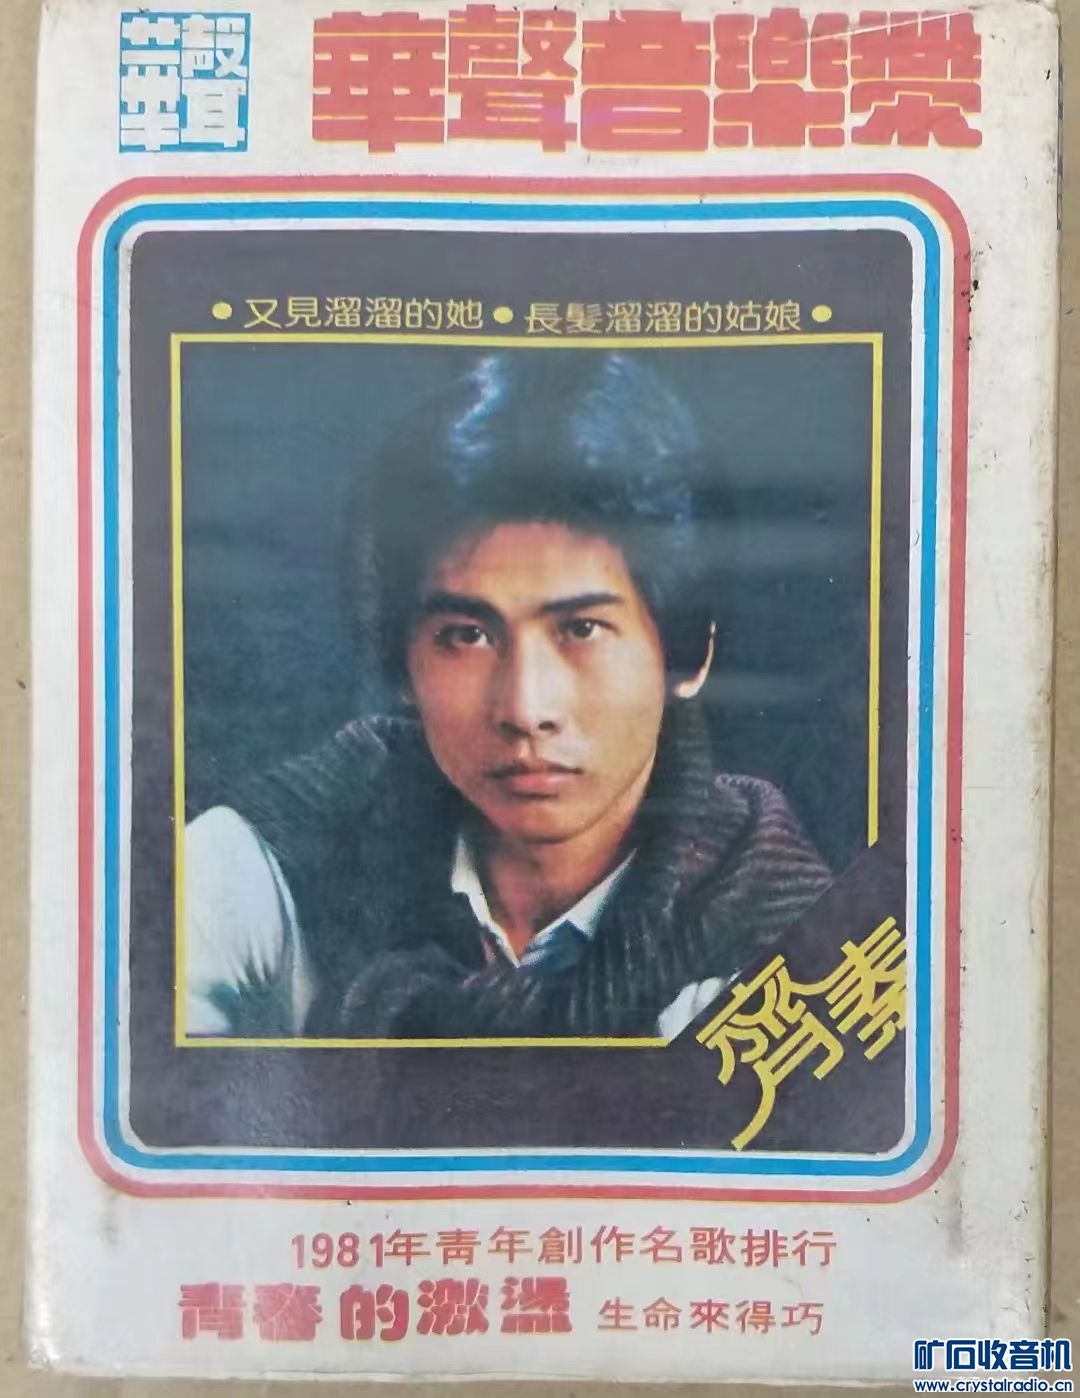 華聲
華聲音樂
•又見溜溜的她•長髮溜溜的姑娘•
齊秦
1981年青年創作名歌排行
青春的激盪 生命來得巧
矿石收音机
www.crystalradio.cn